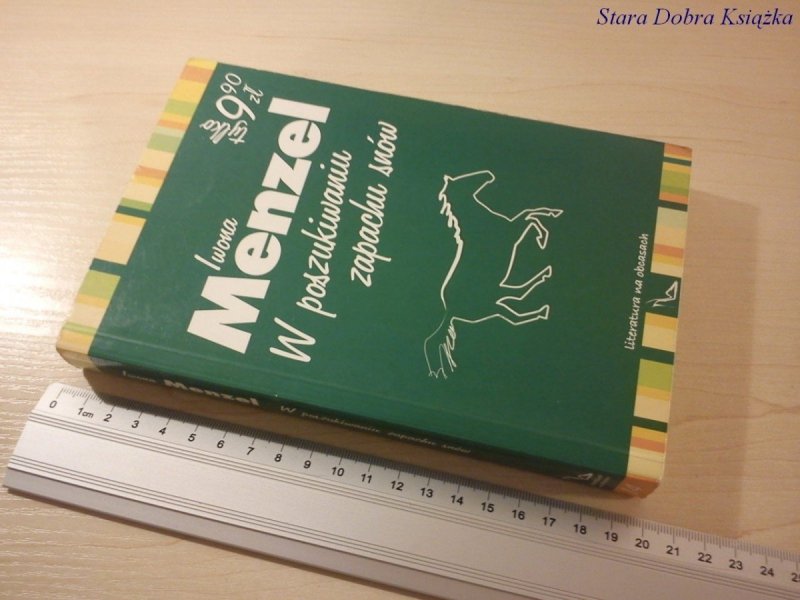 Stara Dobra Książka
tylko
9 90
zł
Iwona
Menzel
W poszukiwaniu
zapachu snów
Literatura na obcasach
Iwona Menzel W poszukiwaniu zapachu snów
0 1cm 2 3 4 5 6 7 8 9 10 11 12 13 14 15 16 17 18 19 20 21 22 23 24 25